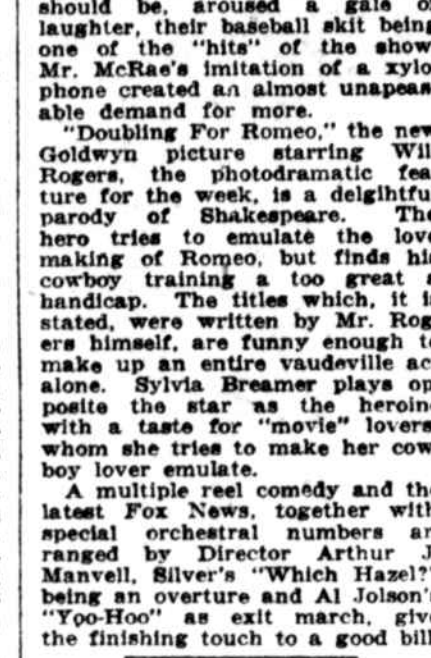 should be, aroused a gale o
laughter, their baseball skit being
one of the "hits" of the show
Mr. McRae's imitation of a xylo
phone created an almost unapeas
able demand for more.
"Doubling For Romeo," the new
Goldwyn picture starring Wil
Rogers, the photodramatic fea
ture for the week, is a delgihtfu
parody of Shakespeare. The
hero tries to emulate the love
making of Romeo, but finds hi
cowboy training a too great a
handicap. The titles which, it i
stated, were written by Mr. Rog
ers himself, are funny enough t
make up an entire vaudeville ac
alone. Sylvia Breamer plays op
posite the star as the heroine
with a taste for "movie" lovers
whom she tries to make her cow
boy lover emulate.
A multiple reel comedy and the
latest Fox News, together with
special orchestral numbers ar
ranged by Director Arthur J
Manvell, Silver's "Which Hazel?"
being an overture and Al Jolson's
"Yoo-Hoo" as exit march, give
the finishing touch to a good bill